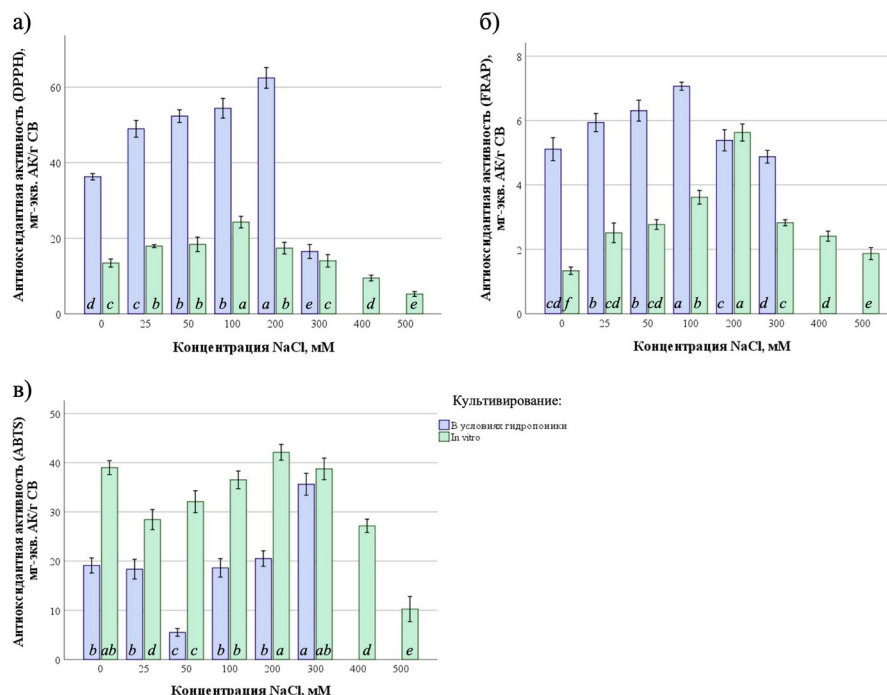 а)
Антиоксидантная активность (DPPH),
мг-экв. АК/г СВ
60
40
20
0
d c c b b b b a a b e c d e
0 25 50 100 200 300 400 500
Концентрация NaCl, мМ
б)
Антиоксидантная активность (FRAP),
мг-экв. АК/г СВ
8
6
4
2
0
cd f b cd b cd a b c a d c d e
0 25 50 100 200 300 400 500
Концентрация NaCl, мМ
в)
Антиоксидантная активность (ABTS)
мг-экв. АК/г СВ
50
40
30
20
10
0
b ab b d c c b b b a a ab d e
0 25 50 100 200 300 400 500
Концентрация NaCl, мМ
Культивирование:
В условиях гидропоники
In vitro